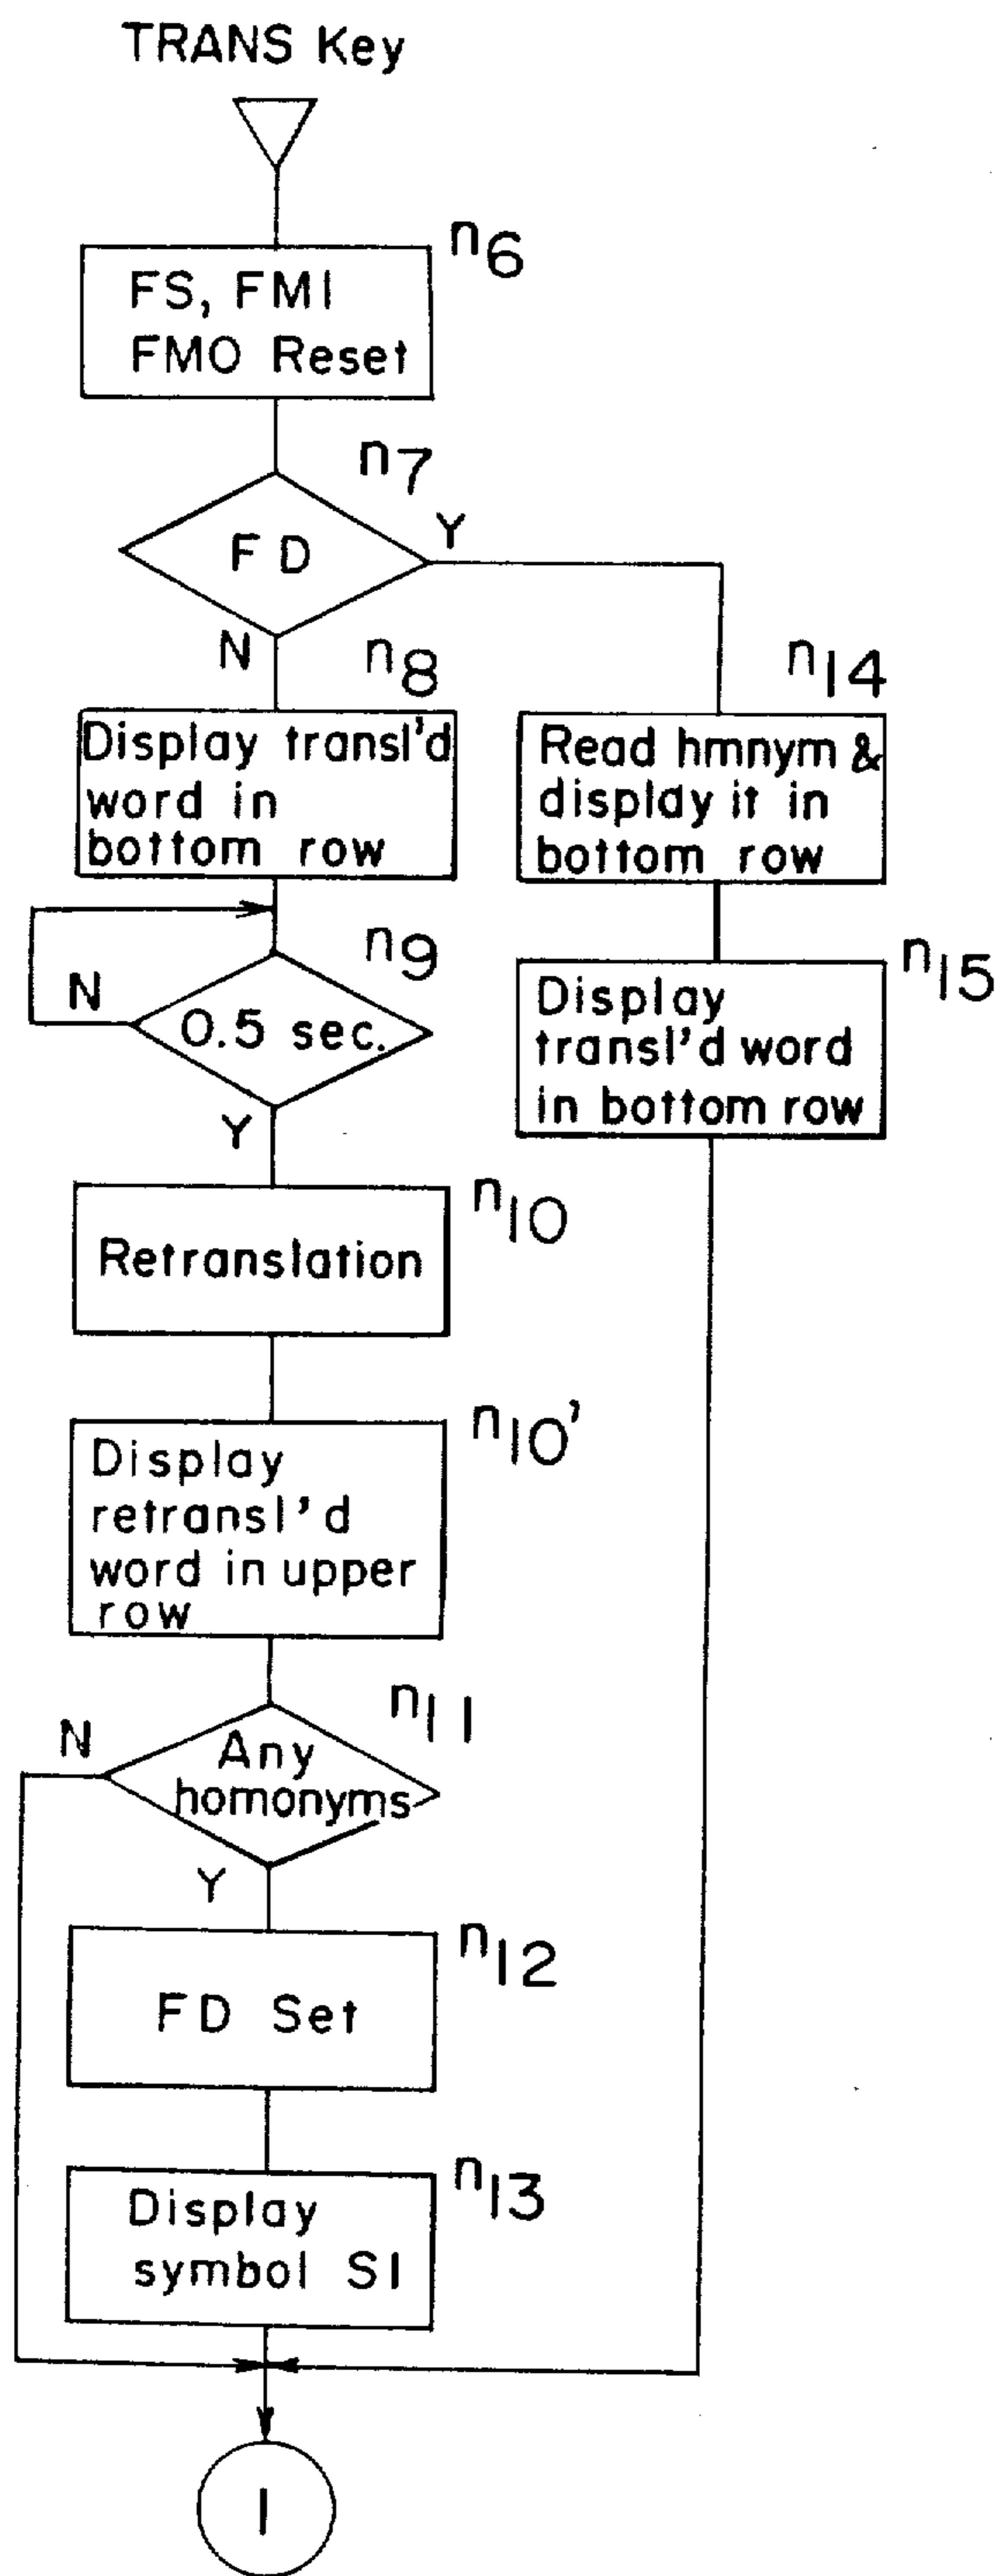 TRANS Key
n6
FS, FMI
FMO Reset
n7
FD
Y
N
n8
Display transl'd
word in
bottom row
n14
Read hmnym &
display it in
bottom row
n9
N
0.5 sec.
Y
n15
Display
transl'd word
in bottom row
n10
Retranslation
n10'
Display
retransl'd
word in upper
row
n11
N
Any
homonyms
Y
n12
FD Set
n13
Display
symbol S1
1